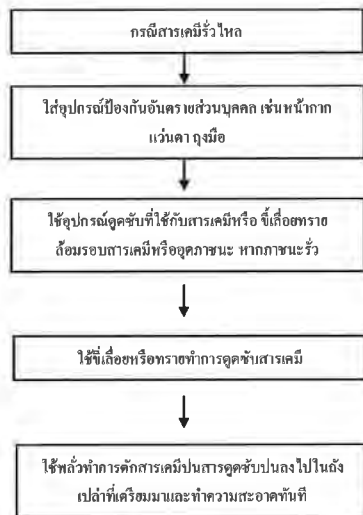 กรณีสารเคมีรั่วไหล
ใส่อุปกรณ์ป้องกันอันตรายส่วนบุคคล เช่นหน้ากาก
แว่นตา ถุงมือ
ใช้อุปกรณ์ดูดซับที่ใช้กับสารเคมีหรือ ขี้เลื่อยทราย
ล้อมรอบสารเคมีหรืออุดภาชนะ หากภาชนะรั่ว
ใช้ขี่เลื่อยหรือทรายทำการดูดซับสารเคมี
ใช้พลั่วทำการตักสารเคมีปนสารดูดซับปนลงไปในถัง
เปล่าที่เตรียมมาและทำความสะอาดทันที